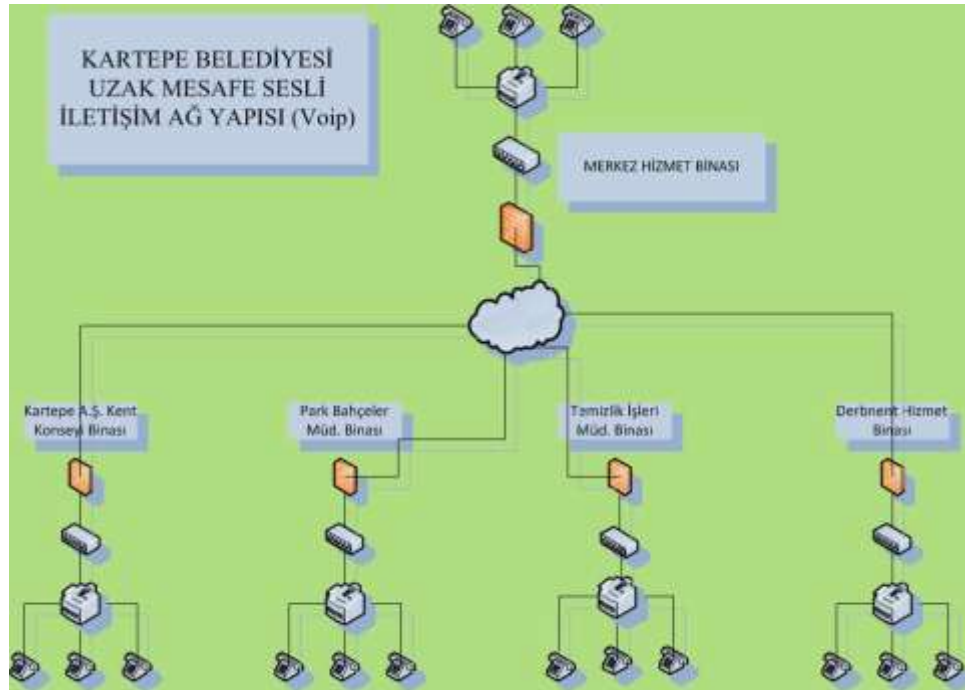 KARTEPE BELEDİYESİ
UZAK MESAFE SESLİ
İLETİŞİM AĞ YAPISI (Voip)
MERKEZ HİZMET BİNASI
Kartepe A.Ş. Kent
Konseyi Binası
Park Bahçeler
Müd. Binası
Temizlik İşleri
Müd. Binası
Derbnent Hizmet
Binası